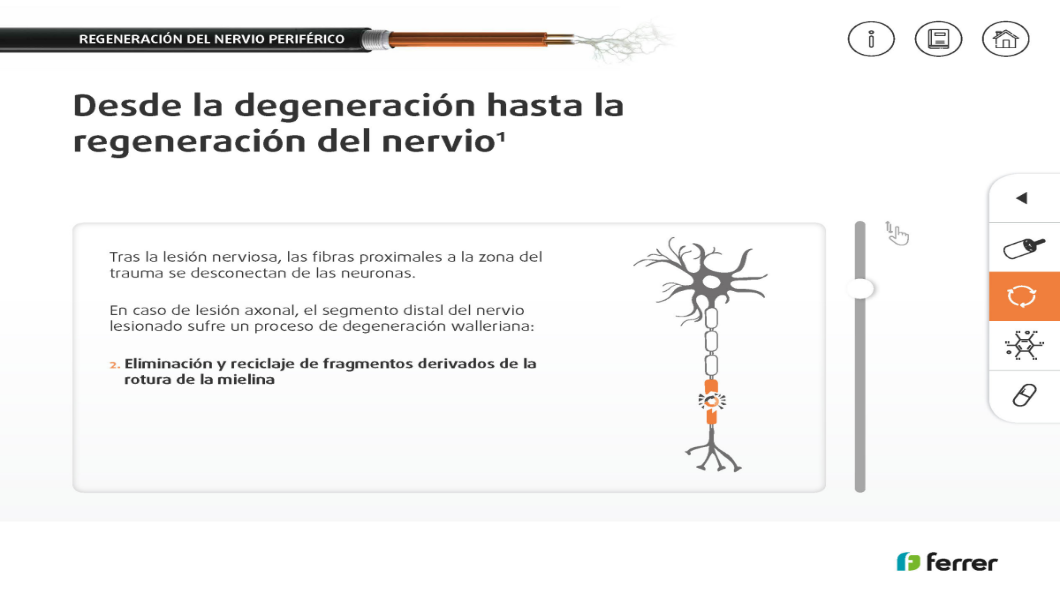 REGENERACIÓN DEL NERVIO PERIFÉRICO
Desde la degeneración hasta la
regeneración del nervio¹
Tras la lesión nerviosa, las fibras proximales a la zona del
trauma se desconectan de las neuronas.
En caso de lesión axonal, el segmento distal del nervio
lesionado sufre un proceso de degeneración walleriana:
2. Eliminación y reciclaje de fragmentos derivados de la
rotura de la mielina
ferrer